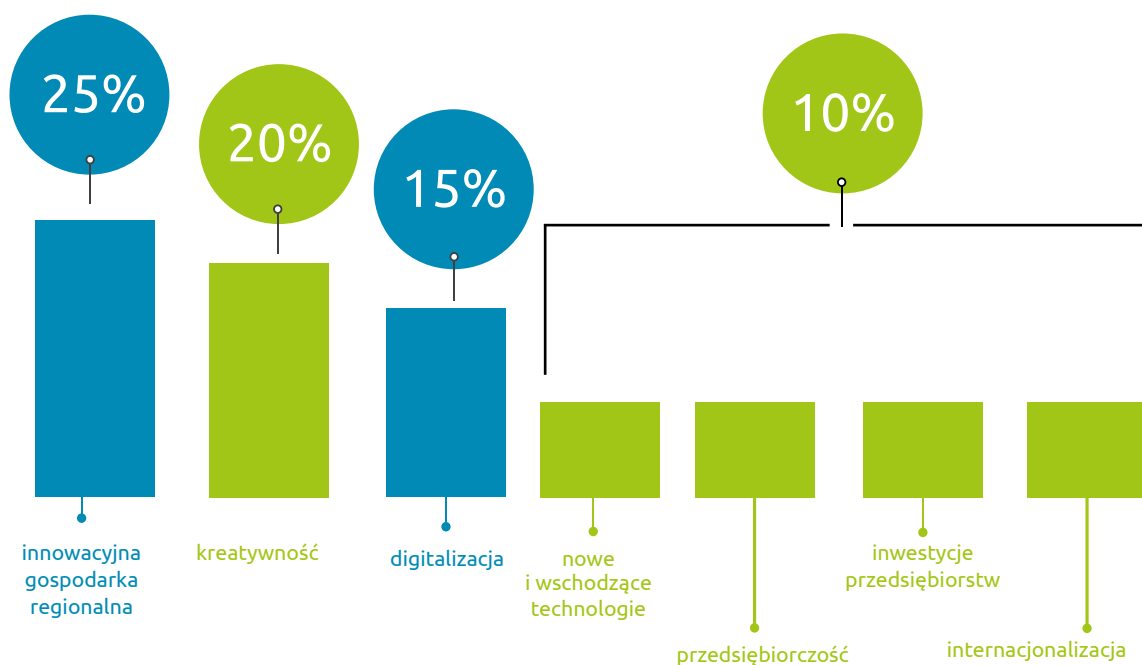 25%
20%
15%
10%
innowacyjna
gospodarka
regionalna
kreatywność
digitalizacja
nowe
i wschodzące
technologie
przedsiębiorczość
inwestycje
przedsiębiorstw
internacjonalizacja